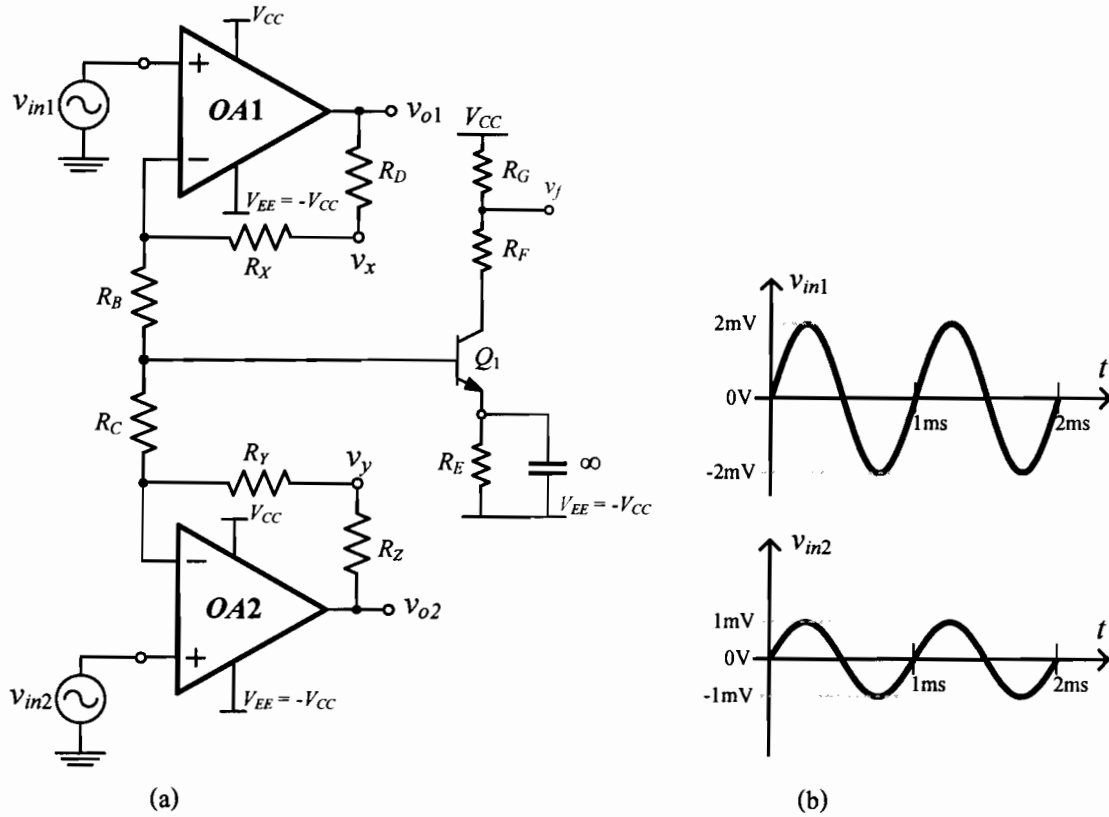 V_CC
+
v_in1
OA1
v_o1
−
V_CC
R_D
R_G
V_EE = -V_CC
v_f
R_X
v_x
R_F
R_B
Q_1
R_C
R_Y
v_y
R_E
∞
V_CC
V_EE = -V_CC
−
R_Z
OA2
v_o2
+
v_in2
V_EE = -V_CC
(a)
v_in1
2mV
t
0V
1ms
2ms
-2mV
v_in2
1mV
t
0V
1ms
2ms
-1mV
(b)